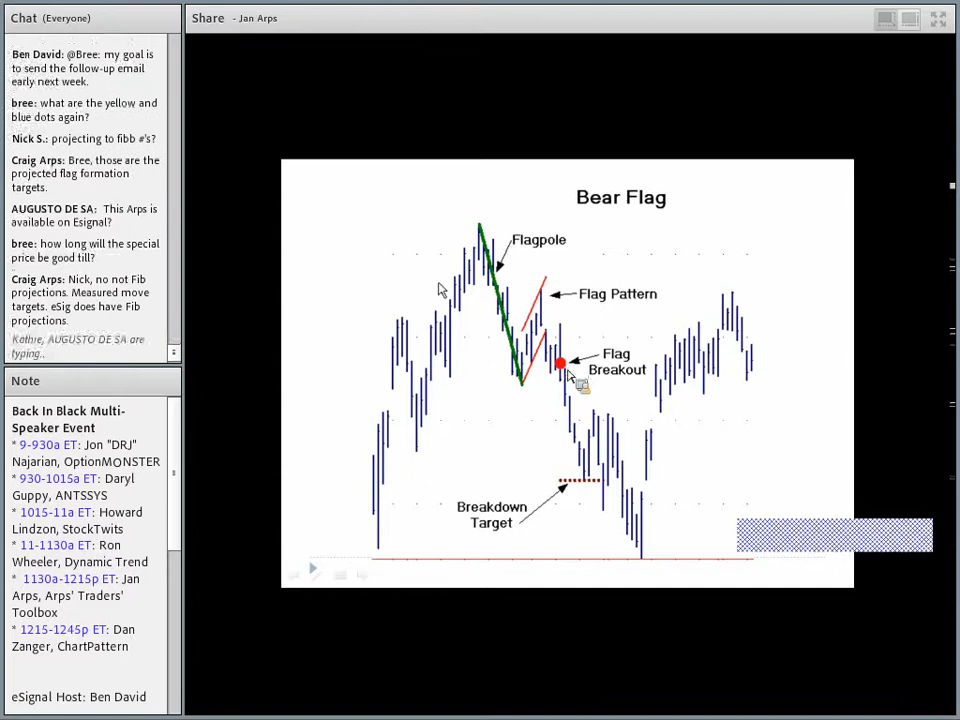 Chat (Everyone)
Ben David: @Bree: my goal is
to send the follow-up email
early next week.
bree: what are the yellow and
blue dots again?
Nick S.: projecting to fibb #'s?
Craig Arps: Bree, those are the
projected flag formation
targets.
AUGUSTO DE SA: This Arps is
available on Esignal?
bree: how long will the special
price be good till?
Craig Arps: Nick, no not Fib
projections. Measured move
targets. eSig does have Fib
projections.
Kathie, AUGUSTO DE SA are
typing..
Note
Back In Black Multi-
Speaker Event
* 9-930a ET: Jon "DRJ"
Najarian, OptionMONSTER
* 930-1015a ET: Daryl
Guppy, ANTSSYS
* 1015-11a ET: Howard
Lindzon, StockTwits
* 11-1130a ET: Ron
Wheeler, Dynamic Trend
* 1130a-1215p ET: Jan
Arps, Arps' Traders'
Toolbox
* 1215-1245p ET: Dan
Zanger, ChartPattern
eSignal Host: Ben David
Share - Jan Arps
Bear Flag
Flagpole
Flag Pattern
Flag
Breakout
Breakdown
Target